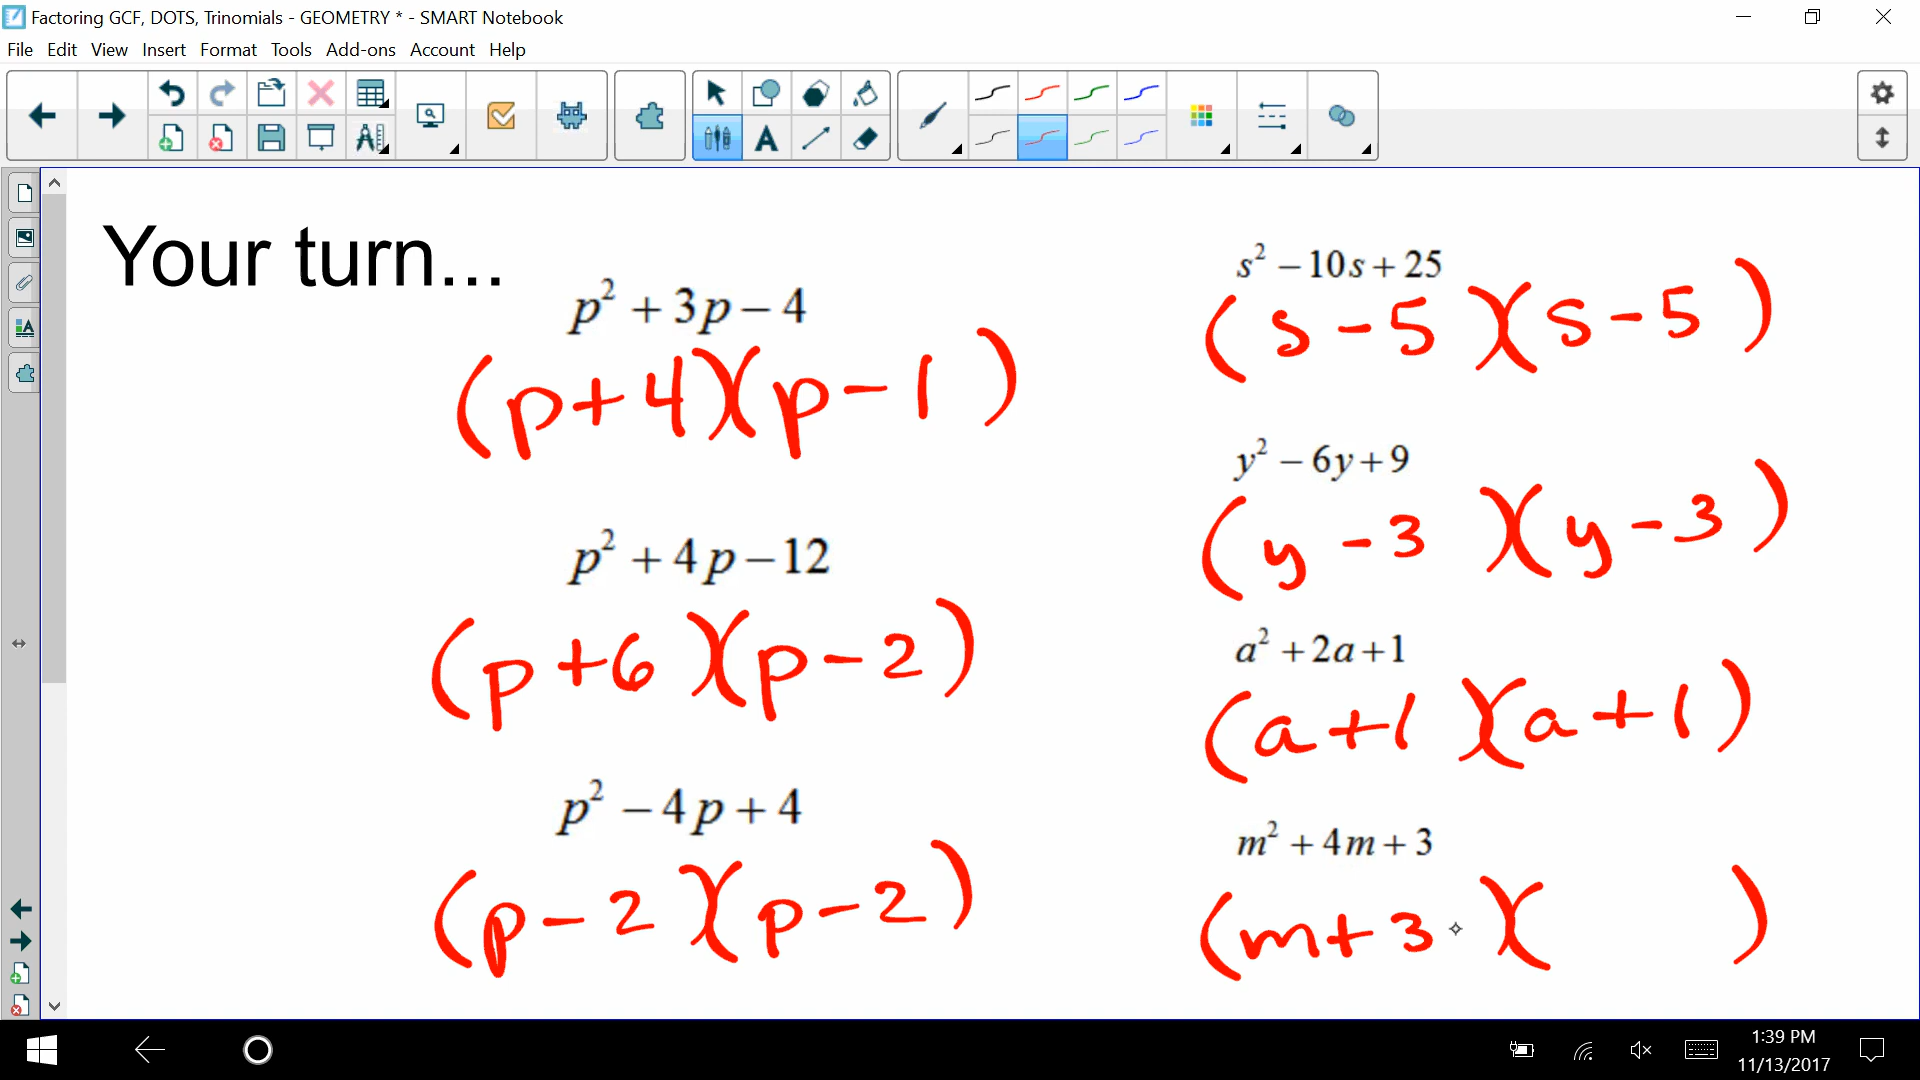 Factoring GCF, DOTS, Trinomials - GEOMETRY * - SMART Notebook
File Edit View Insert Format Tools Add-ons Account Help
Your turn...
p² + 3p − 4
(p+4)(p−1)
p² + 4p − 12
(p+6)(p−2)
p² − 4p + 4
(p−2)(p−2)
s² − 10s + 25
(s−5)(s−5)
y² − 6y + 9
(y−3)(y−3)
a² + 2a + 1
(a+1)(a+1)
m² + 4m + 3
(m+3)( )
1:39 PM
11/13/2017